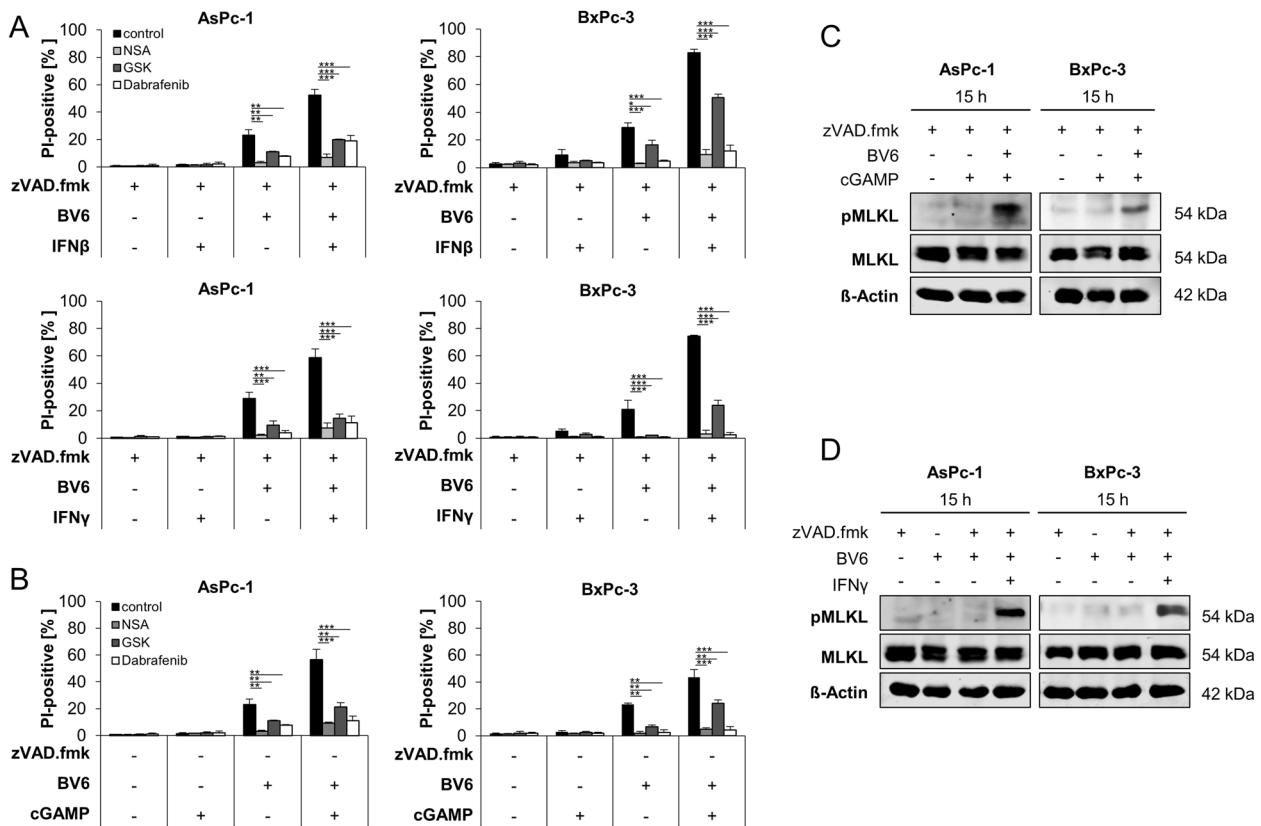 A
AsPc-1
PI-positive [%]
100
80
60
40
20
0
control
NSA
GSK
Dabrafenib
** ** **
*** *** ***
zVAD.fmk + + + +
BV6 - - + +
IFNβ - + - +
BxPc-3
PI-positive [%]
100
80
60
40
20
0
*** * ***
*** *** ***
zVAD.fmk + + + +
BV6 - - + +
IFNβ - + - +
AsPc-1
PI-positive [%]
100
80
60
40
20
0
*** ** ***
*** *** ***
zVAD.fmk + + + +
BV6 - - + +
IFNγ - + - +
BxPc-3
PI-positive [%]
100
80
60
40
20
0
*** *** ***
*** *** ***
zVAD.fmk + + + +
BV6 - - + +
IFNγ - + - +
B
AsPc-1
PI-positive [%]
100
80
60
40
20
0
control
NSA
GSK
Dabrafenib
** ** **
*** ** ***
zVAD.fmk - - - -
BV6 - - + +
cGAMP - + - +
BxPc-3
PI-positive [%]
100
80
60
40
20
0
** ** **
*** ** ***
zVAD.fmk - - - -
BV6 - - + +
cGAMP - + - +
C
AsPc-1 BxPc-3
15 h 15 h
zVAD.fmk + + + + + +
BV6 - - + - - +
cGAMP - + + - + +
pMLKL 54 kDa
MLKL 54 kDa
ß-Actin 42 kDa
D
AsPc-1 BxPc-3
15 h 15 h
zVAD.fmk + - + + + - + +
BV6 - + + + - + + +
IFNγ - - - + - - - +
pMLKL 54 kDa
MLKL 54 kDa
ß-Actin 42 kDa